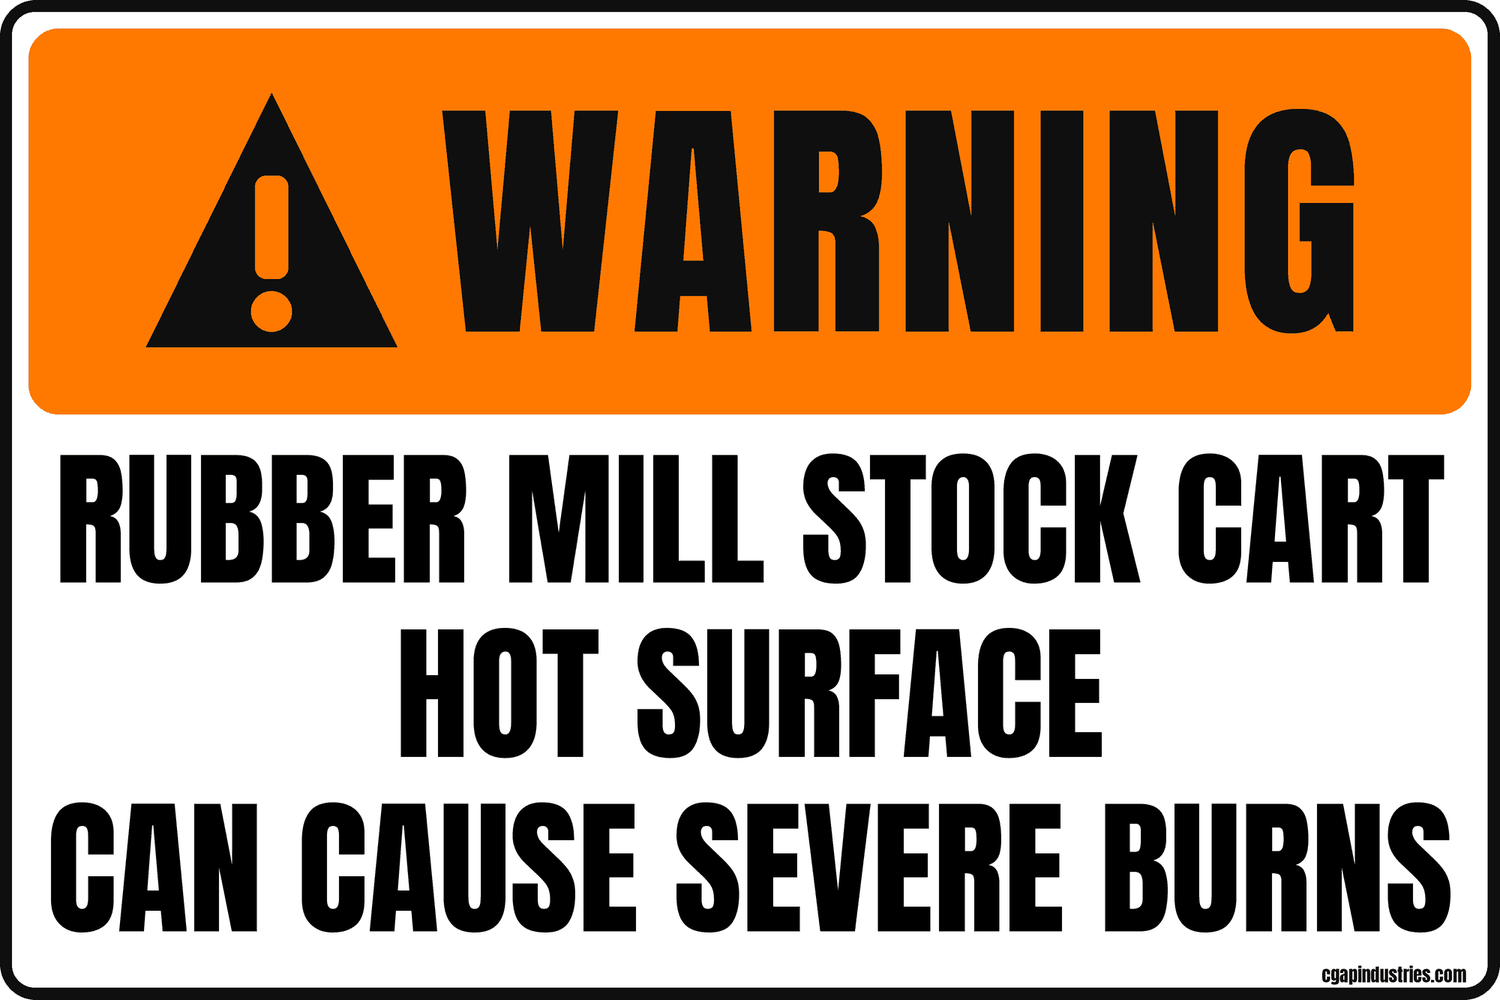 WARNING
RUBBER MILL STOCK CART
HOT SURFACE
CAN CAUSE SEVERE BURNS
cgapindustries.com